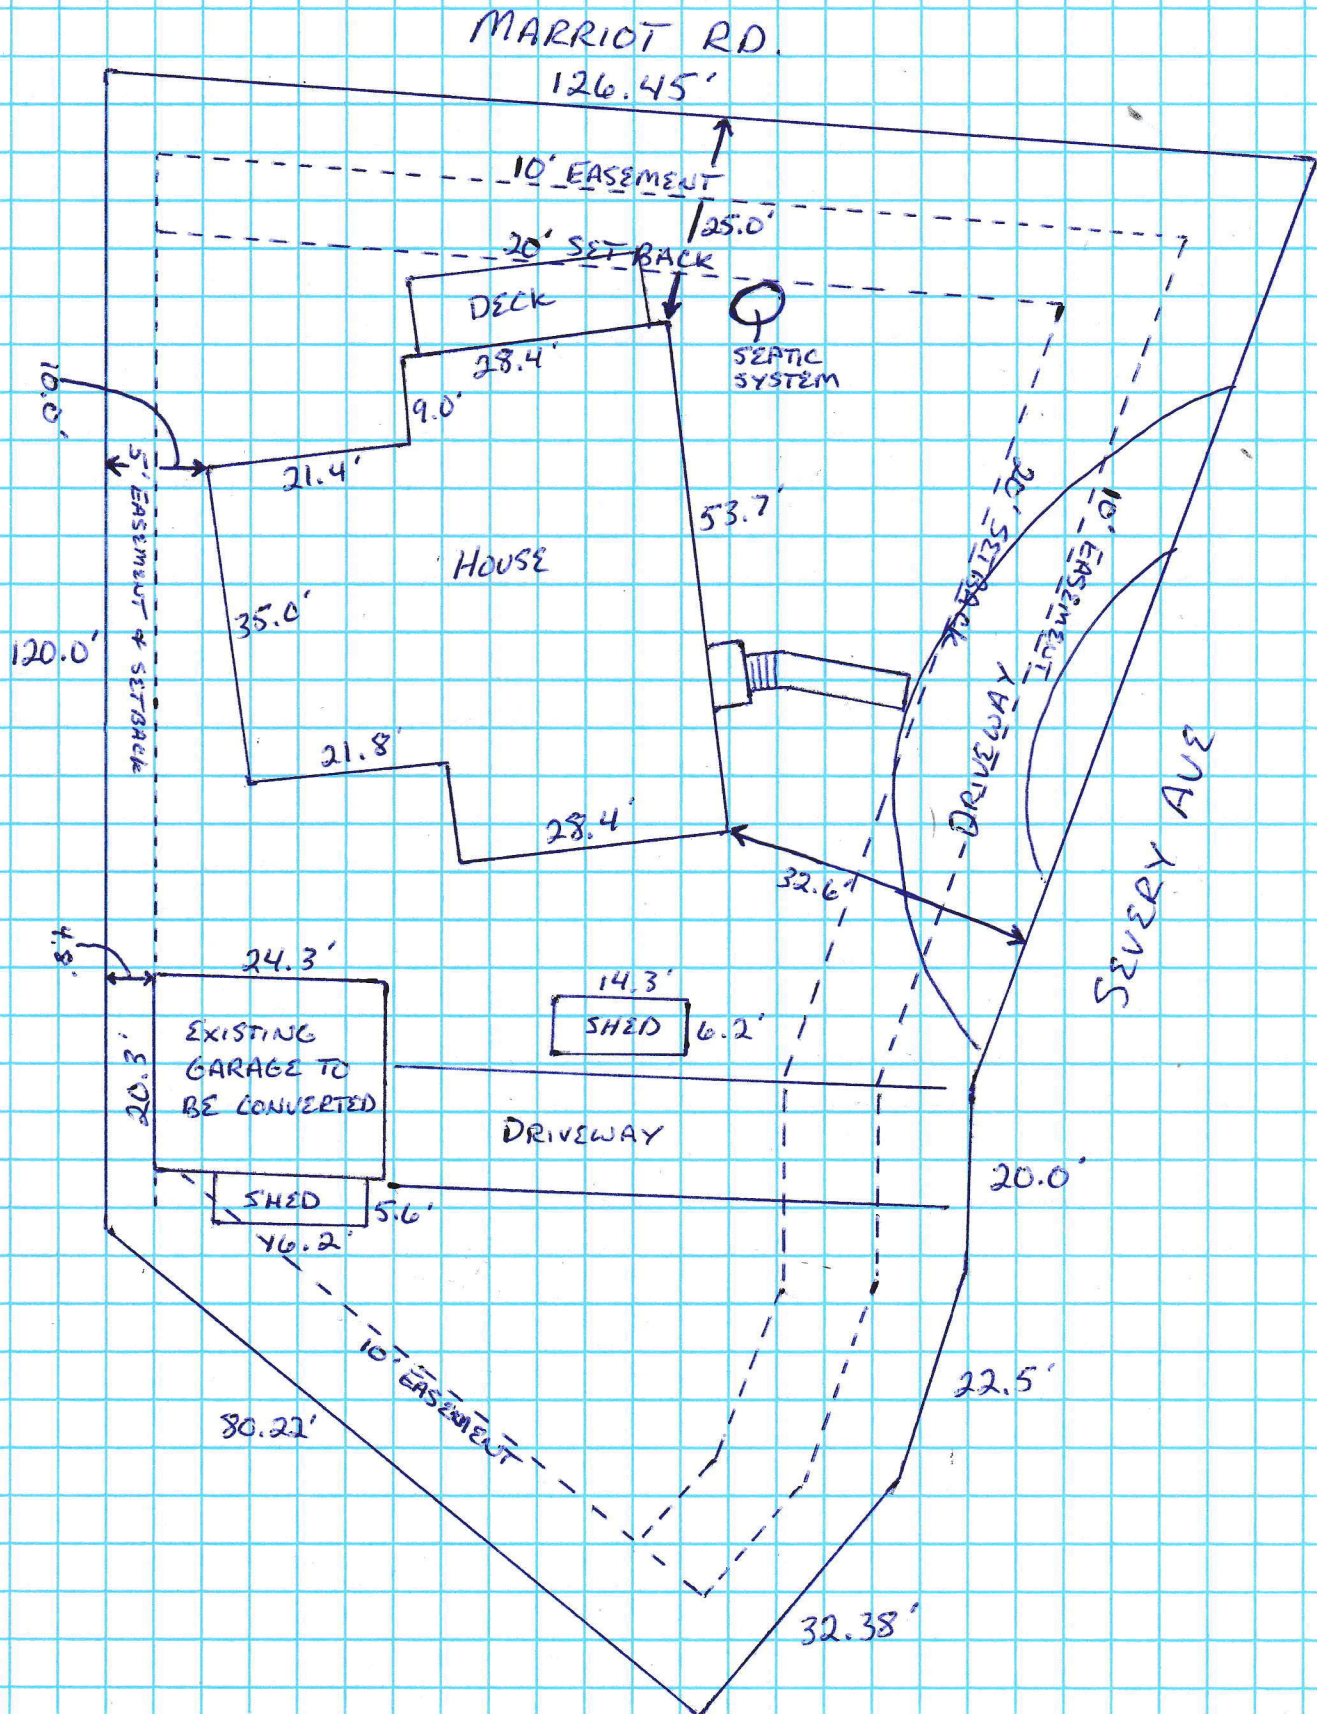 MARRIOT RD.
126.45'
10' EASEMENT
25.0'
20' SET BACK
DECK
28.4'
SEPTIC
SYSTEM
10.0'
9.0'
21.4'
5' EASEMENT & SETBACK
20' SETBACK
10' EASEMENT
53.7'
HOUSE
35.0'
120.0'
DRIVEWAY
SEVERY AVE
21.8'
28.4'
32.6'
4.8'
24.3'
14.3'
SHED
6.2'
EXISTING
GARAGE TO
BE CONVERTED
20.3'
DRIVEWAY
20.0'
SHED
5.6'
16.2'
10' EASEMENT
22.5'
80.22'
32.38'